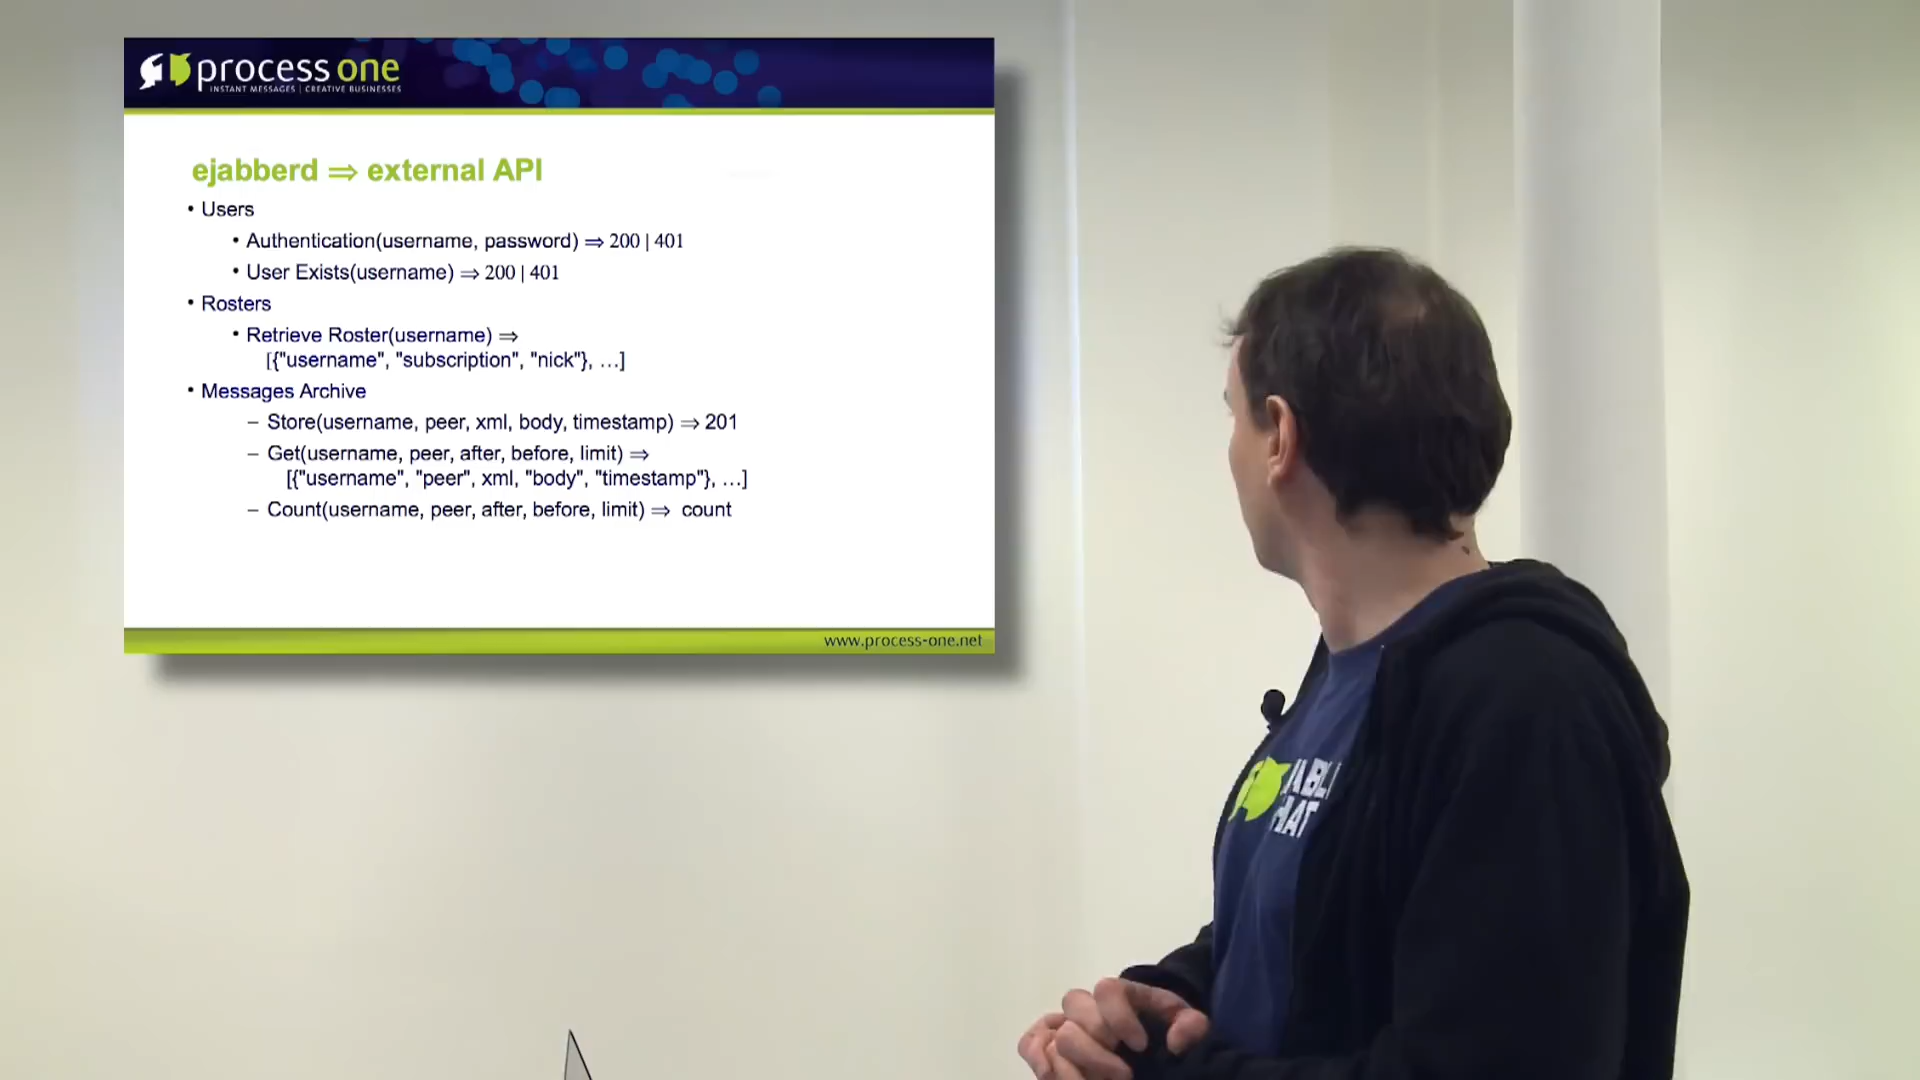 process one
INSTANT MESSAGES | CREATIVE BUSINESSES
ejabberd ⇒ external API
• Users
• Authentication(username, password) ⇒ 200 | 401
• User Exists(username) ⇒ 200 | 401
• Rosters
• Retrieve Roster(username) ⇒
[{"username", "subscription", "nick"}, …]
• Messages Archive
– Store(username, peer, xml, body, timestamp) ⇒ 201
– Get(username, peer, after, before, limit) ⇒
[{"username", "peer", xml, "body", "timestamp"}, …]
– Count(username, peer, after, before, limit) ⇒ count
www.process-one.net